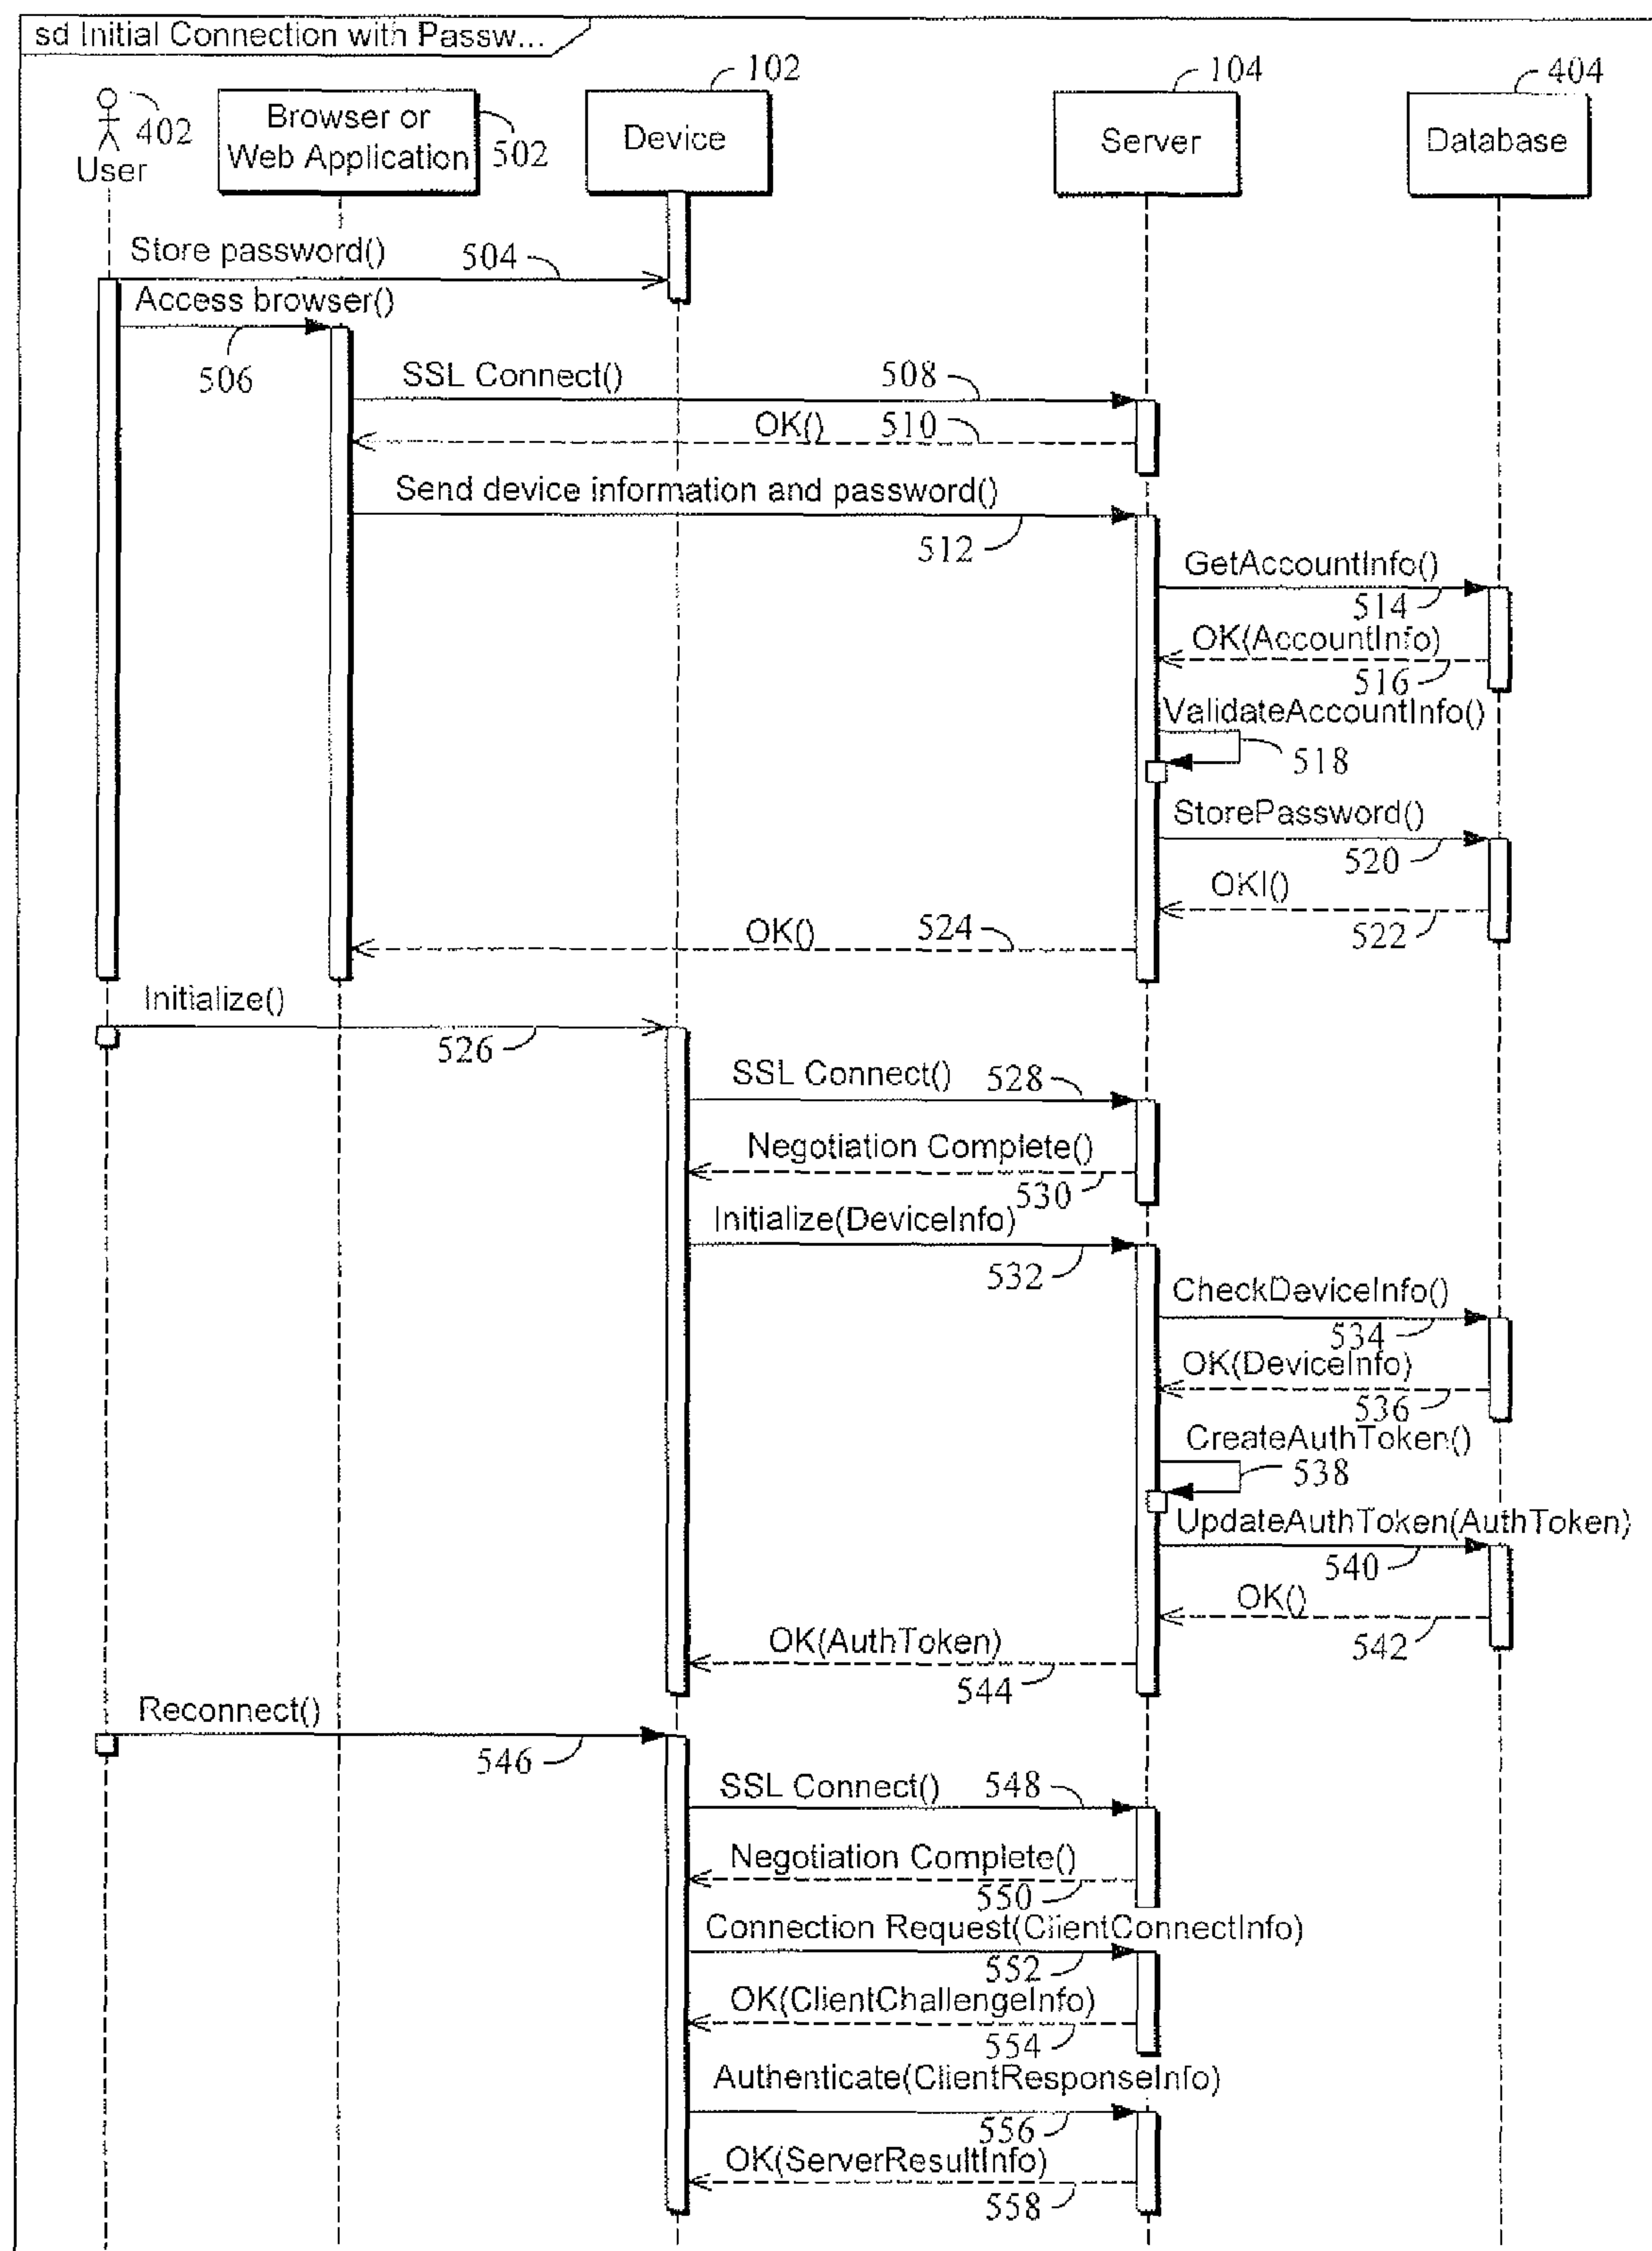 sd Initial Connection with Passw...
102
104
404
402
User
Browser or
Web Application
502
Device
Server
Database
Store password()
504
Access browser()
506
SSL Connect()
508
OK()
510
Send device information and password()
512
GetAccountInfo()
514
OK(AccountInfo)
516
ValidateAccountInfo()
518
StorePassword()
520
OKI()
522
OK()
524
Initialize()
526
SSL Connect()
528
Negotiation Complete()
530
Initialize(DeviceInfo)
532
CheckDeviceInfo()
534
OK(DeviceInfo)
536
CreateAuthToken()
538
UpdateAuthToken(AuthToken)
540
OK()
542
OK(AuthToken)
544
Reconnect()
546
SSL Connect()
548
Negotiation Complete()
550
Connection Request(ClientConnectInfo)
552
OK(ClientChallengeInfo)
554
Authenticate(ClientResponseInfo)
556
OK(ServerResultInfo)
558